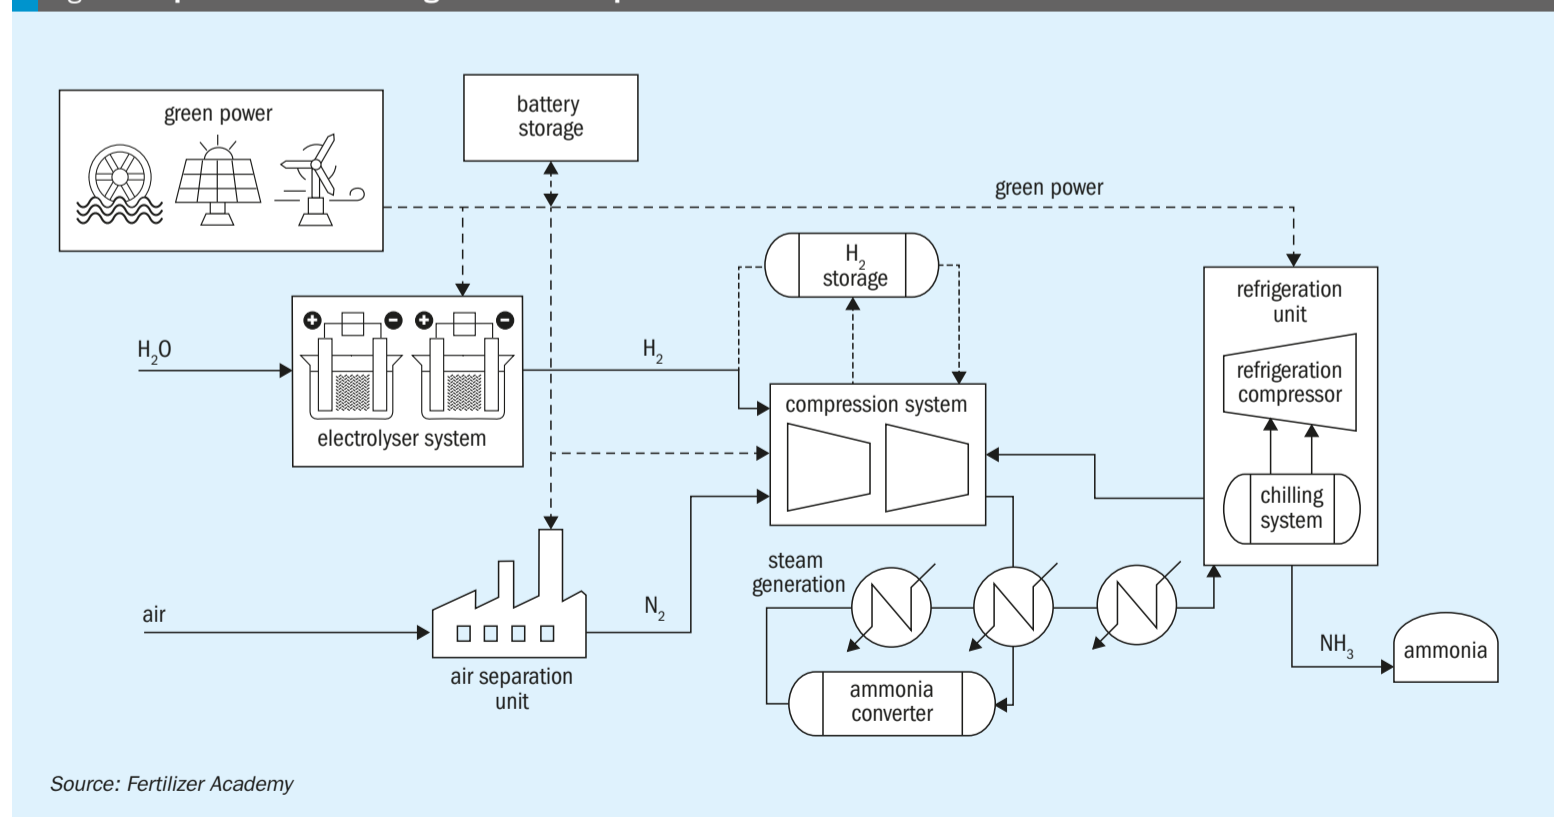 green power
battery
storage
green power
H₂
storage
refrigeration
unit
H₂O
H₂
refrigeration
compressor
compression system
electrolyser system
chilling
system
steam
generation
air
N₂
air separation
unit
ammonia
converter
NH₃
ammonia
Source: Fertilizer Academy